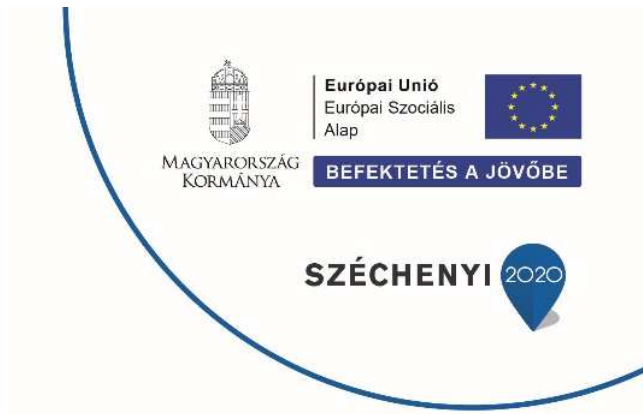 Európai Unió
Európai Szociális
Alap
MAGYARORSZÁG
KORMÁNYA
BEFEKTETÉS A JÖVŐBE
SZÉCHENYI 2020